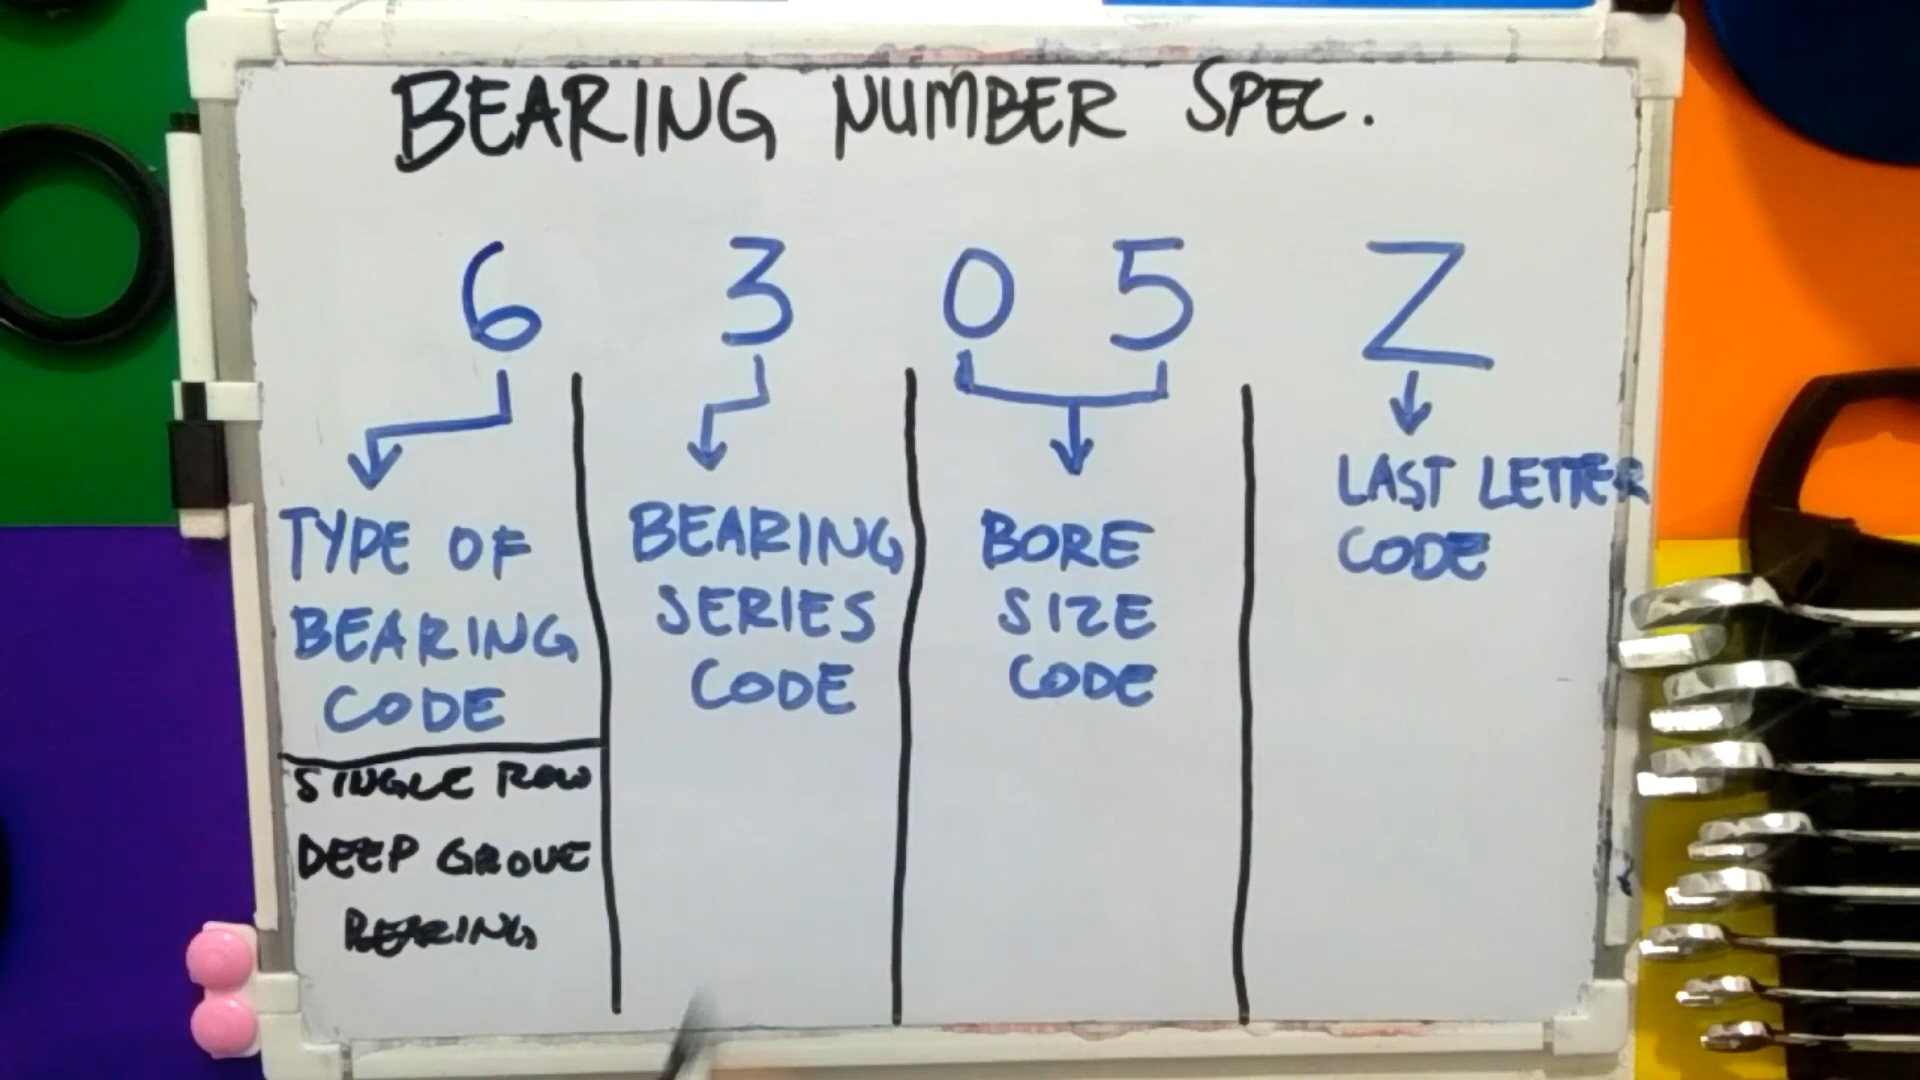 BEARING NUMBER SPEC.
6 3 0 5 Z
TYPE OF
BEARING
CODE
SINGLE ROW
DEEP GROVE
BEARING
BEARING
SERIES
CODE
BORE
SIZE
CODE
LAST LETTER
CODE